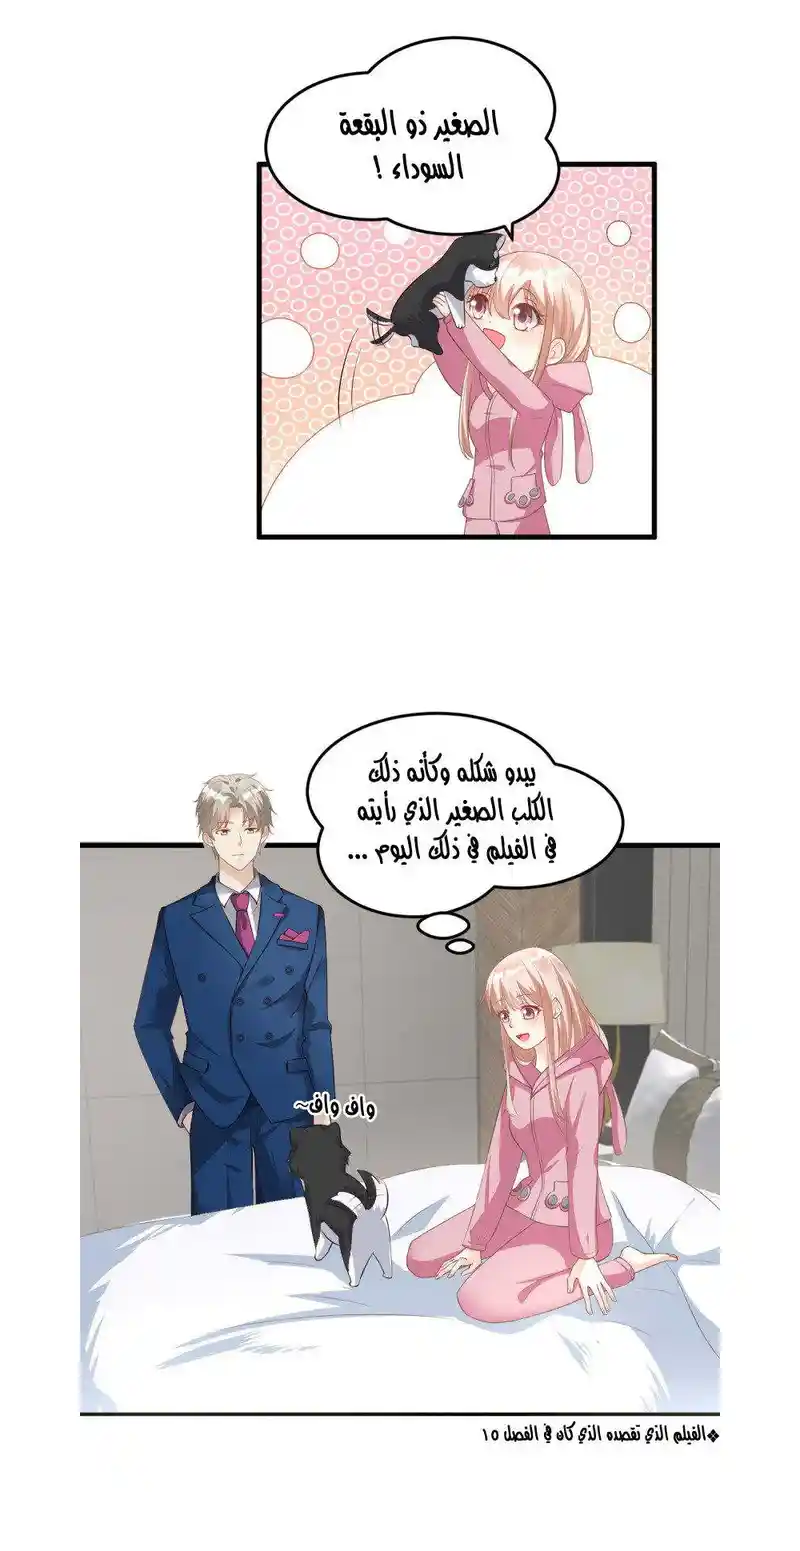 الصغير ذو البقعة
السوداء !
يبدو شكله وكأنه ذلك
الكلب الصغير الذي رأيته
في الفيلم في ذلك اليوم ...
واف واف~
❖الفيلم الذي تقصده الذي كان في الفصل ١٥